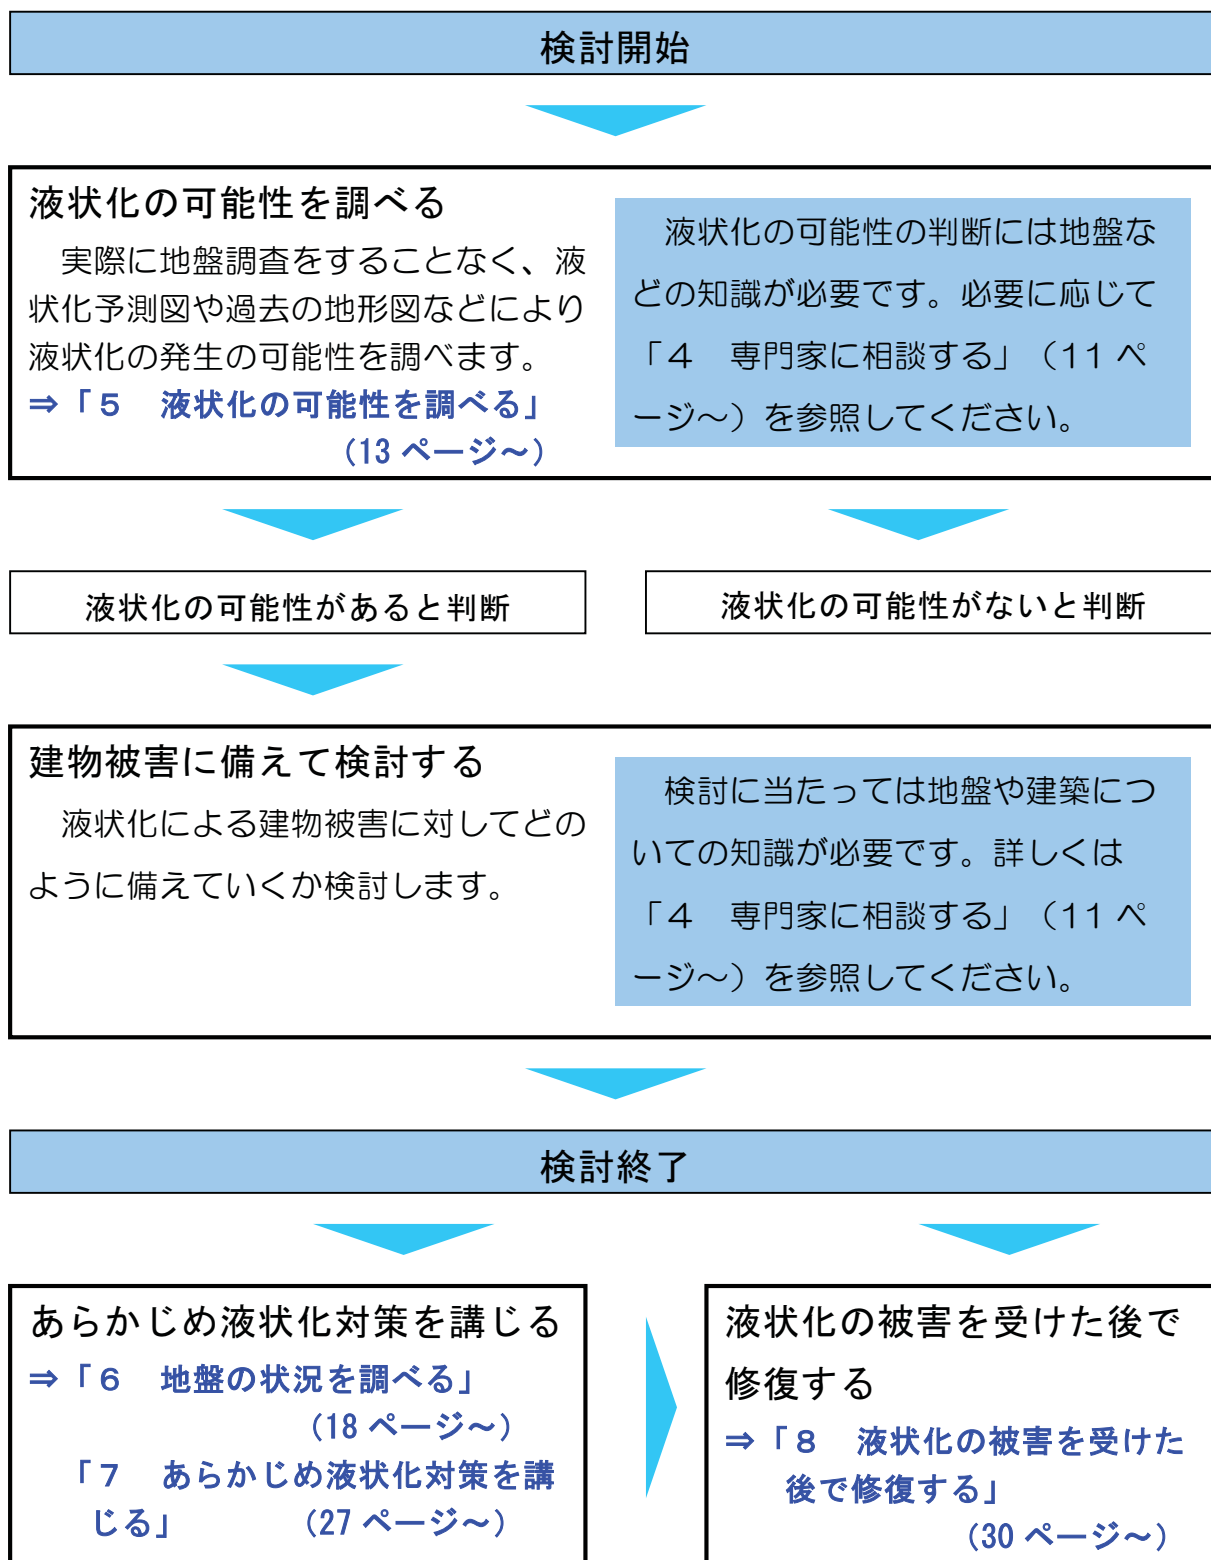 検討開始
液状化の可能性を調べる
実際に地盤調査をすることなく、液
状化予測図や過去の地形図などにより
液状化の発生の可能性を調べます。
⇒「５　液状化の可能性を調べる」
（13 ページ～）
液状化の可能性の判断には地盤な
どの知識が必要です。必要に応じて
「４　専門家に相談する」（11 ペ
ージ～）を参照してください。
液状化の可能性があると判断
液状化の可能性がないと判断
建物被害に備えて検討する
液状化による建物被害に対してどの
ように備えていくか検討します。
検討に当たっては地盤や建築につ
いての知識が必要です。詳しくは
「４　専門家に相談する」（11 ペ
ージ～）を参照してください。
検討終了
あらかじめ液状化対策を講じる
⇒「６　地盤の状況を調べる」
（18 ページ～）
「７　あらかじめ液状化対策を講
じる」　（27 ページ～）
液状化の被害を受けた後で
修復する
⇒「８　液状化の被害を受けた
後で修復する」
（30 ページ～）